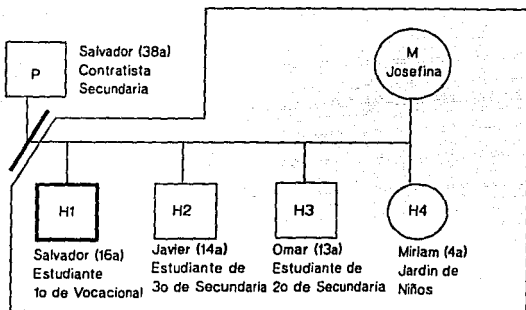 P
Salvador (38a)
Contratista
Secundaria
M
Josefina
H1
Salvador (16a)
Estudiante
1o de Vocacional
H2
Javier (14a)
Estudiante de
3o de Secundaria
H3
Omar (13a)
Estudiante de
2o de Secundaria
H4
Miriam (4a)
Jardin de
Niños